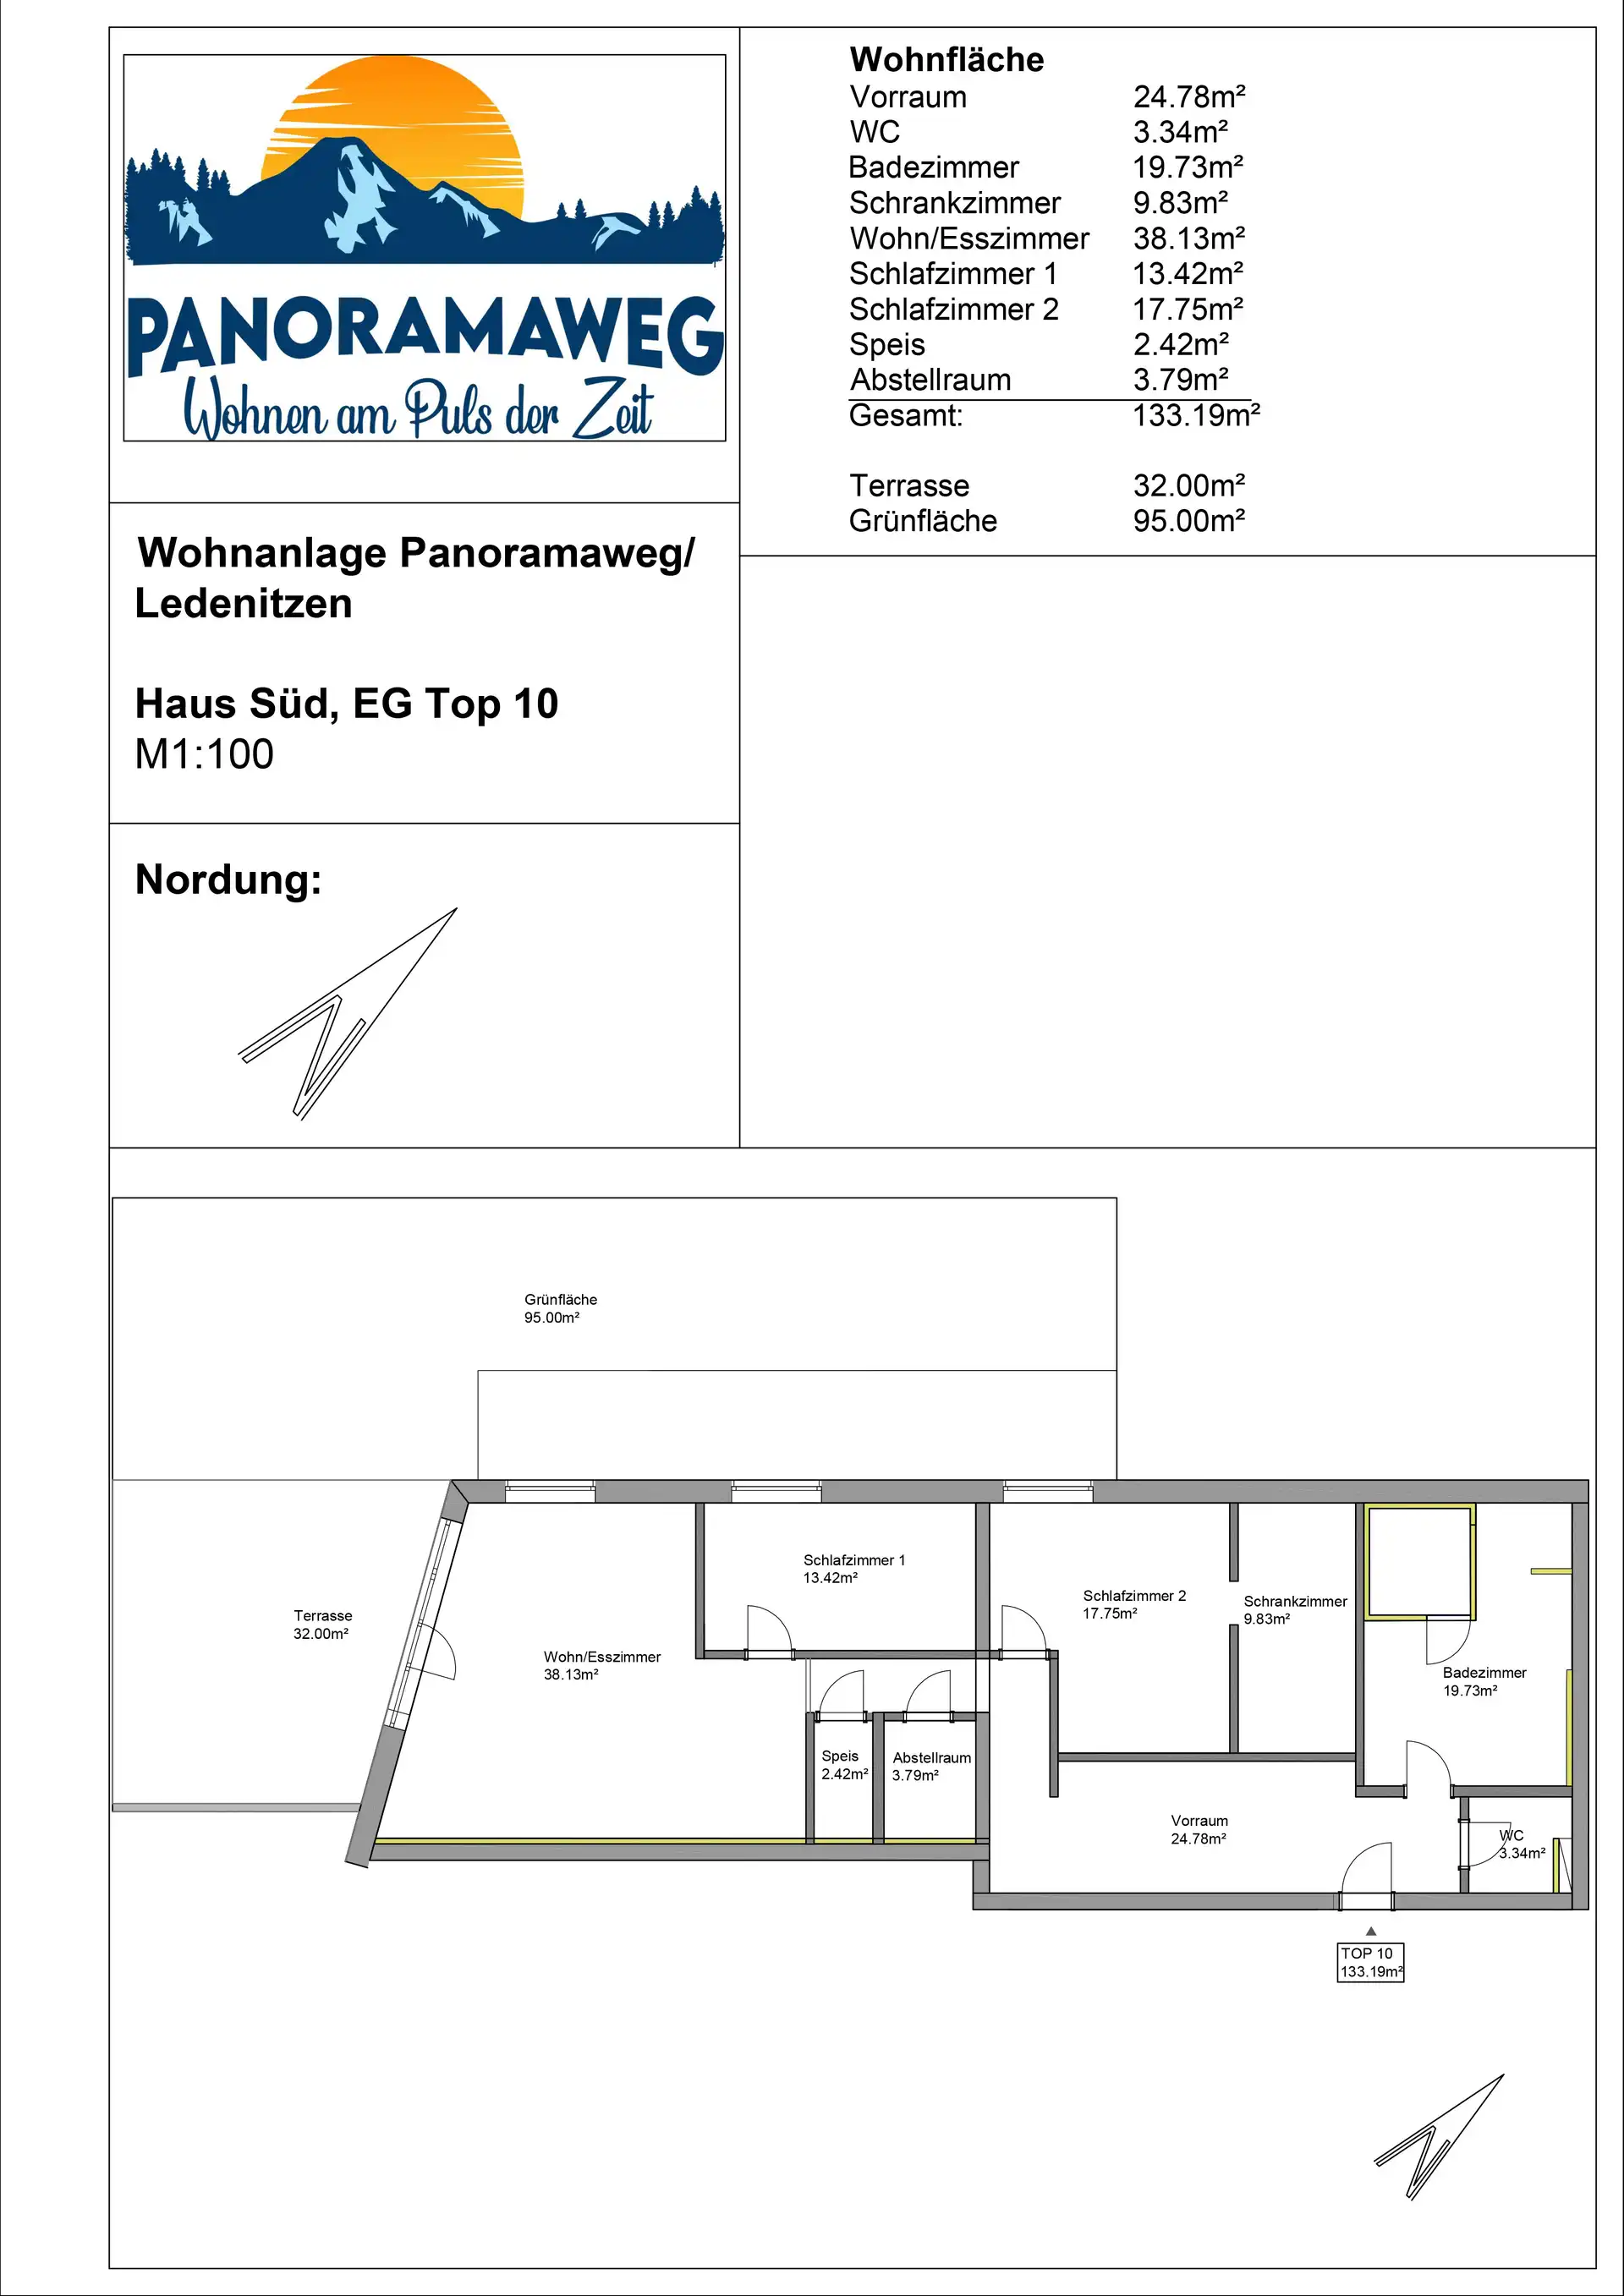 PANORAMAWEG
Wohnen am Puls der Zeit
Wohnfläche
Vorraum 24.78m²
WC 3.34m²
Badezimmer 19.73m²
Schrankzimmer 9.83m²
Wohn/Esszimmer 38.13m²
Schlafzimmer 1 13.42m²
Schlafzimmer 2 17.75m²
Speis 2.42m²
Abstellraum 3.79m²
Gesamt: 133.19m²
Terrasse 32.00m²
Grünfläche 95.00m²
Wohnanlage Panoramaweg/
Ledenitzen
Haus Süd, EG Top 10
M1:100
Nordung:
N
Grünfläche
95.00m²
Terrasse
32.00m²
Wohn/Esszimmer
38.13m²
Schlafzimmer 1
13.42m²
Schlafzimmer 2
17.75m²
Schrankzimmer
9.83m²
Badezimmer
19.73m²
Speis
2.42m²
Abstellraum
3.79m²
Vorraum
24.78m²
WC
3.34m²
TOP 10
133.19m²
N